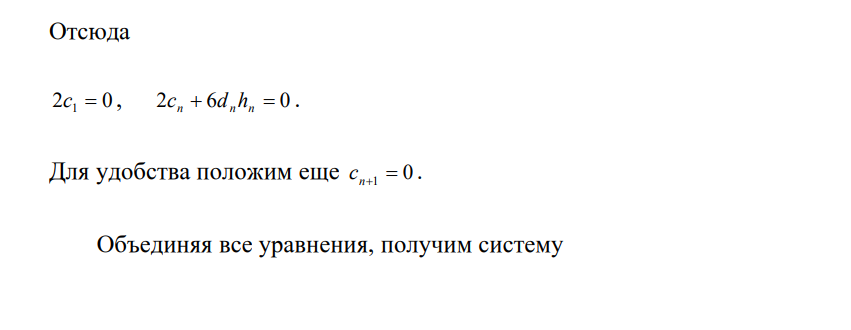 Отсюда
2c₁ = 0, 2cₙ + 6dₙhₙ = 0.
Для удобства положим еще cₙ₊₁ = 0.
Объединяя все уравнения, получим систему